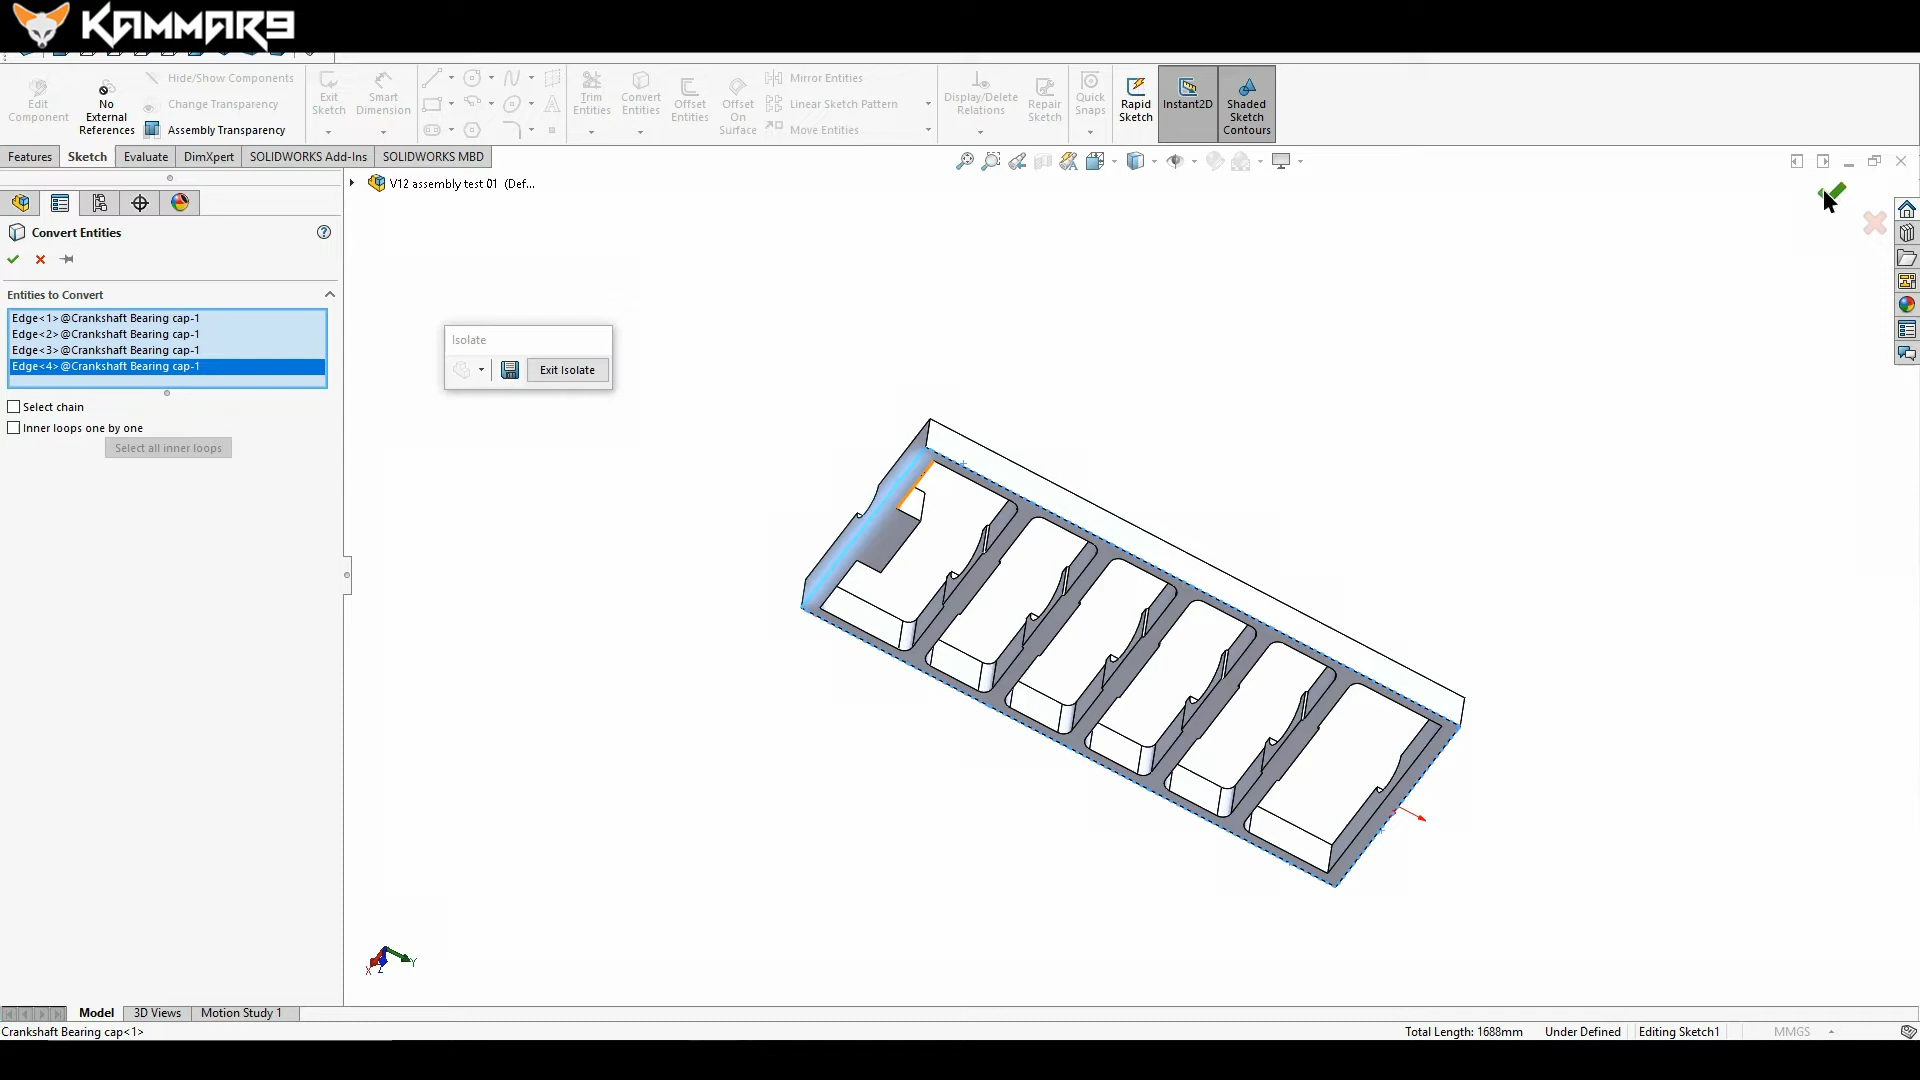 KAMMAR9
Edit
Component
No
External
References
Hide/Show Components
Change Transparency
Assembly Transparency
Exit
Sketch
Smart
Dimension
Trim
Entities
Convert
Entities
Offset
Entities
Offset
On
Surface
Mirror Entities
Linear Sketch Pattern
Move Entities
Display/Delete
Relations
Repair
Sketch
Quick
Snaps
Rapid
Sketch
Instant2D
Shaded
Sketch
Contours
Features
Sketch
Evaluate
DimXpert
SOLIDWORKS Add-Ins
SOLIDWORKS MBD
V12 assembly test 01 (Def...
Convert Entities
Entities to Convert
Edge<1>@Crankshaft Bearing cap-1
Edge<2>@Crankshaft Bearing cap-1
Edge<3>@Crankshaft Bearing cap-1
Edge<4>@Crankshaft Bearing cap-1
Select chain
Inner loops one by one
Select all inner loops
Isolate
Exit Isolate
X
Z
Y
Model
3D Views
Motion Study 1
Crankshaft Bearing cap<1>
Total Length: 1688mm
Under Defined
Editing Sketch1
MMGS